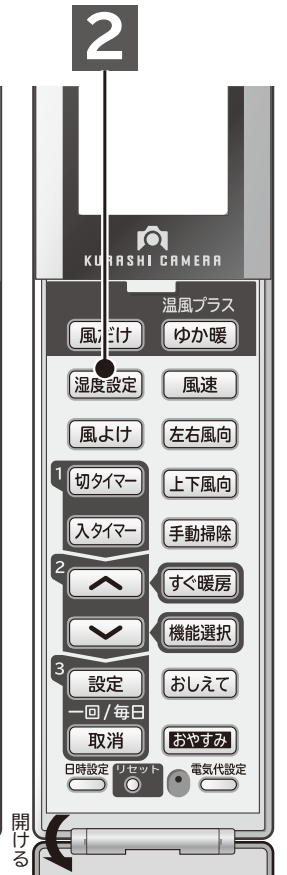 2
KURASHI CAMERA
温風プラス
風だけ ゆか暖
湿度設定 風速
風よけ 左右風向
1 切タイマー 上下風向
入タイマー 手動掃除
2 すぐ暖房
機能選択
3 設定 おしえて
一回/毎日
取消 おやすみ
日時設定 リセット 電気代設定
開ける